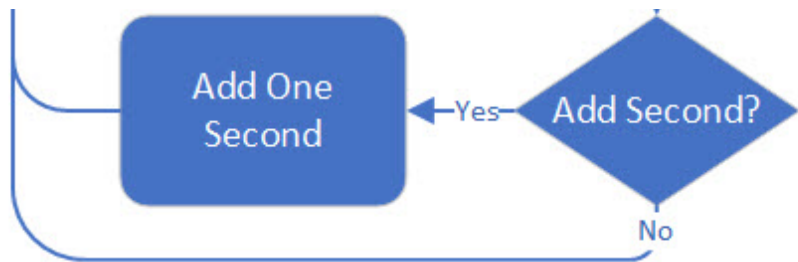 Add One
Second
Yes
Add Second?
No